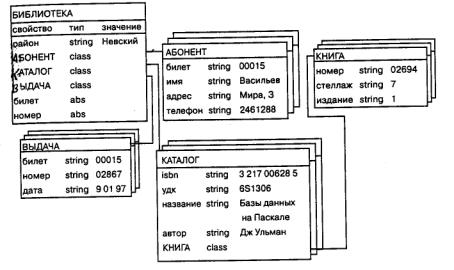 БИБЛИОТЕКА
свойство тип значение
район string Невский
АБОНЕНТ class
КАТАЛОГ class
ВЫДАЧА class
билет abs
номер abs
АБОНЕНТ
билет string 00015
имя string Васильев
адрес string Мира, 3
телефон string 2461288
КНИГА
номер string 02694
стеллаж string 7
издание string 1
ВЫДАЧА
билет string 00015
номер string 02867
дата string 9 01 97
КАТАЛОГ
isbn string 3 217 00628 5
удк string 6S1306
название string Базы данных
на Паскале
автор string Дж Ульман
КНИГА class